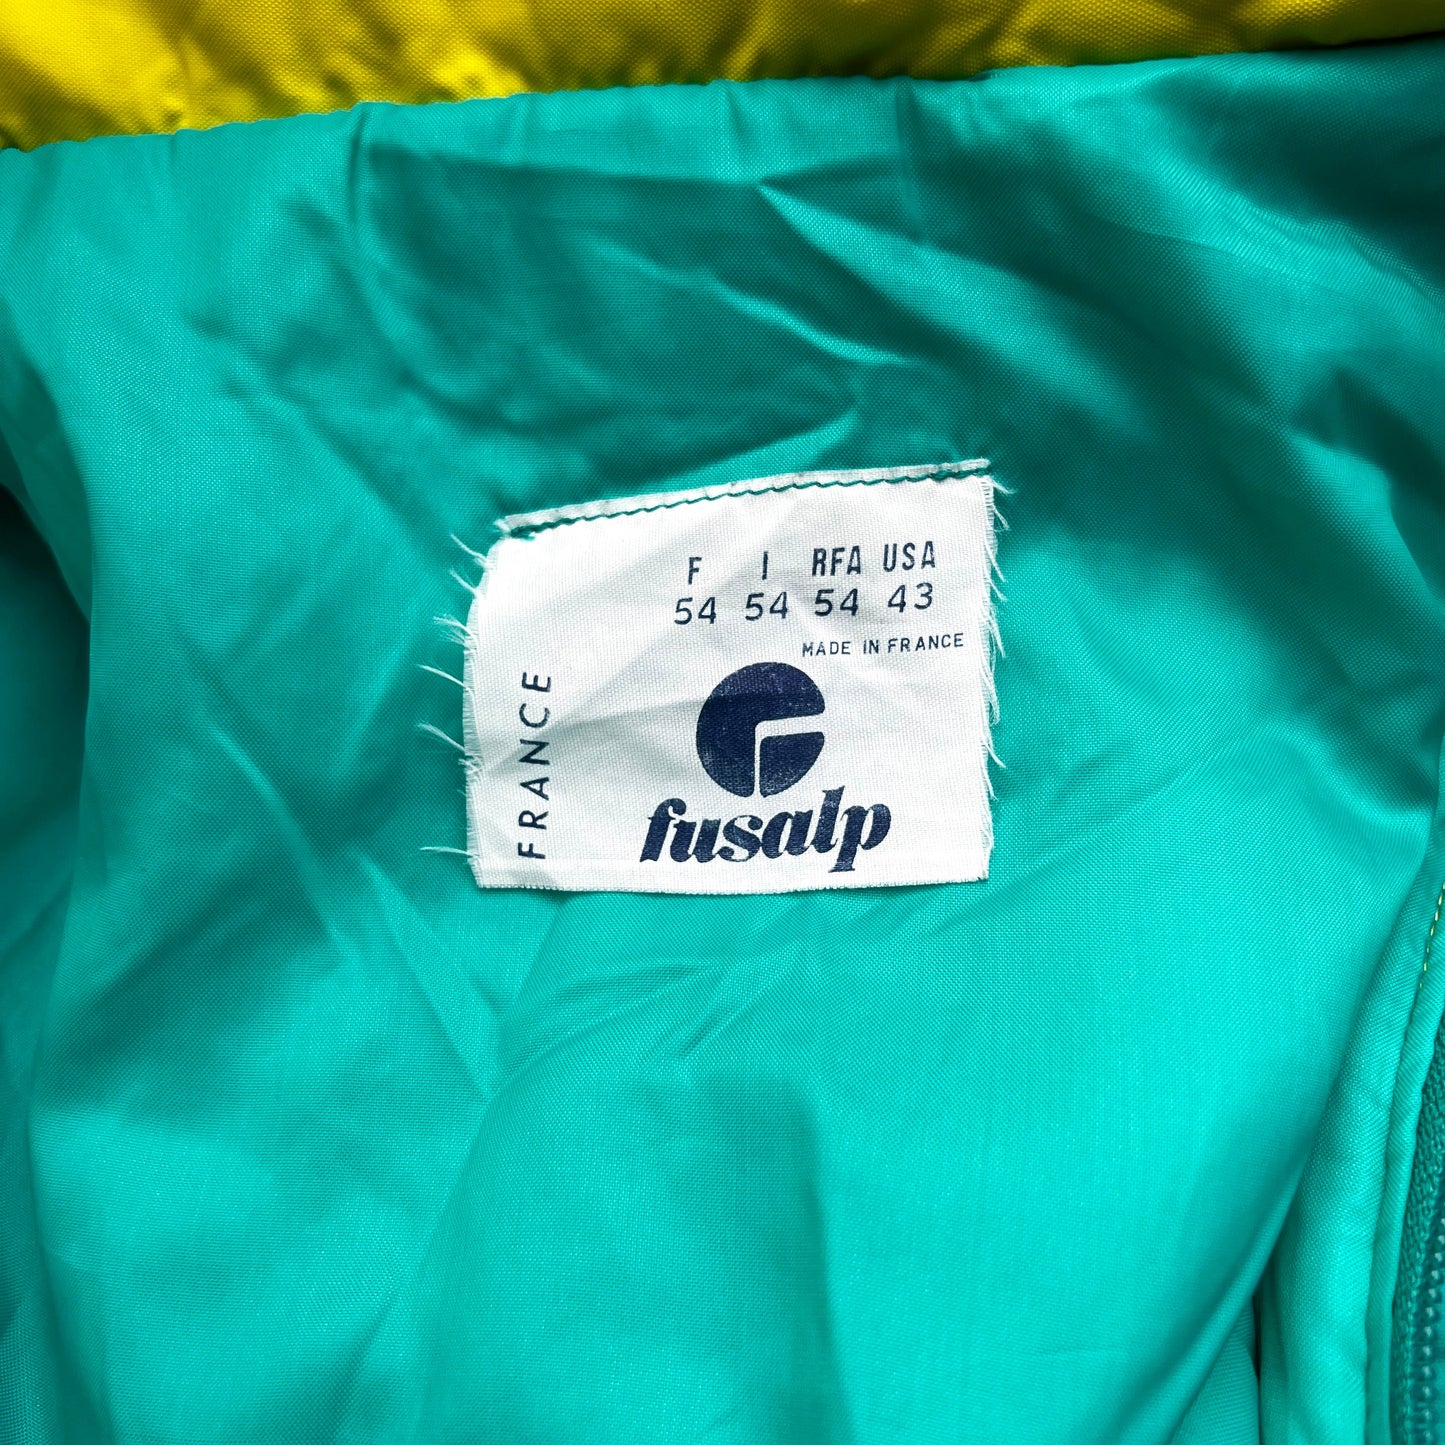 F I RFA USA
54 54 54 43
MADE IN FRANCE
FRANCE
fusalp